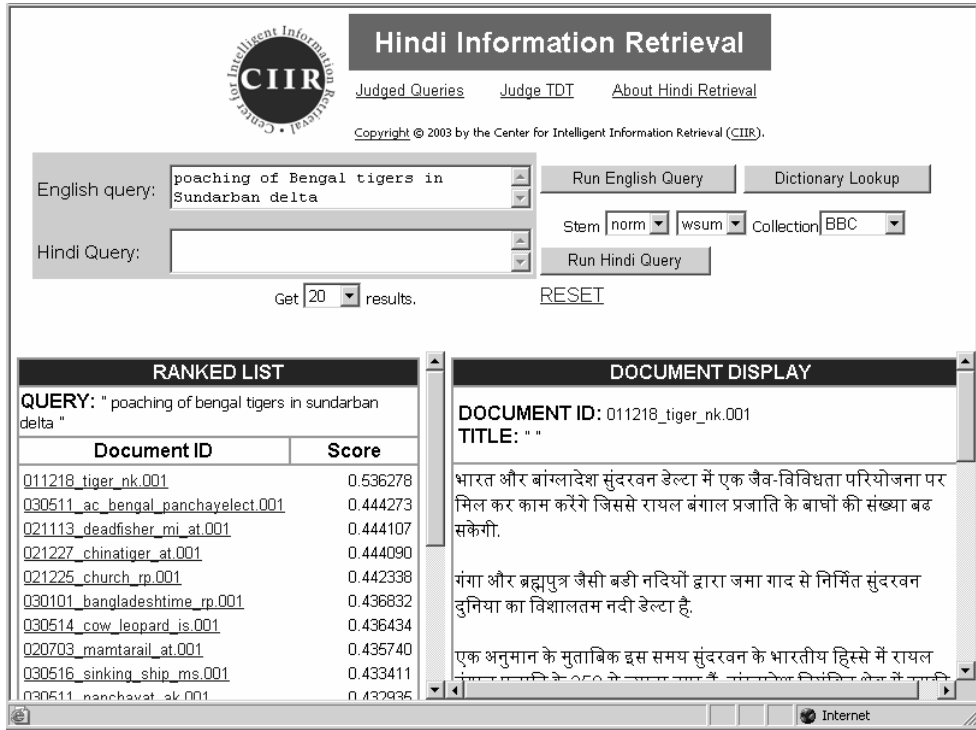 Center for Intelligent Information Retrieval
CIIR
Hindi Information Retrieval
Judged Queries Judge TDT About Hindi Retrieval
Copyright © 2003 by the Center for Intelligent Information Retrieval (CIIR).
English query: poaching of Bengal tigers in
Sundarban delta
Run English Query Dictionary Lookup
Stem norm wsum Collection BBC
Hindi Query:
Run Hindi Query
Get 20 results.
RESET
RANKED LIST
QUERY: " poaching of bengal tigers in sundarban
delta "
Document ID Score
011218_tiger_nk.001 0.536278
030511_ac_bengal_panchayelect.001 0.444273
021113_deadfisher_mi_at.001 0.444107
021227_chinatiger_at.001 0.444090
021225_church_rp.001 0.442338
030101_bangladeshtime_rp.001 0.436832
030514_cow_leopard_is.001 0.436434
020703_mamtarail_at.001 0.435740
030516_sinking_ship_ms.001 0.433411
030511_panchayat_ak.001 0.432935
DOCUMENT DISPLAY
DOCUMENT ID: 011218_tiger_nk.001
TITLE: " "
भारत और बांग्लादेश सुंदरवन डेल्टा में एक जैव-विविधता परियोजना पर
मिल कर काम करेंगे जिससे रायल बंगाल प्रजाति के बाघों की संख्या बढ
सकेगी.
गंगा और ब्रह्मपुत्र जैसी बडी नदियों द्वारा जमा गाद से निर्मित सुंदरवन
दुनिया का विशालतम नदी डेल्टा है.
एक अनुमान के मुताबिक इस समय सुंदरवन के भारतीय हिस्से में रायल
Internet